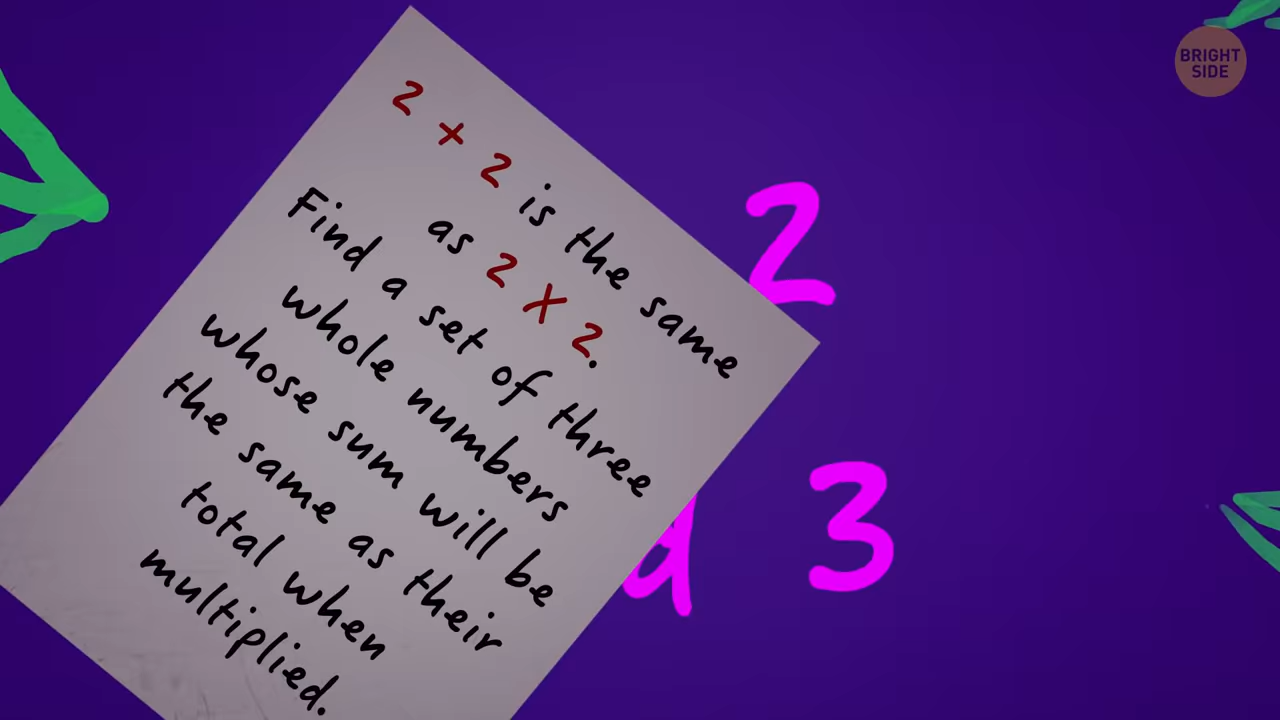 2 + 2 is the same
as 2 X 2.
Find a set of three
whole numbers
whose sum will be
the same as their
total when
multiplied.
2
3
BRIGHT
SIDE